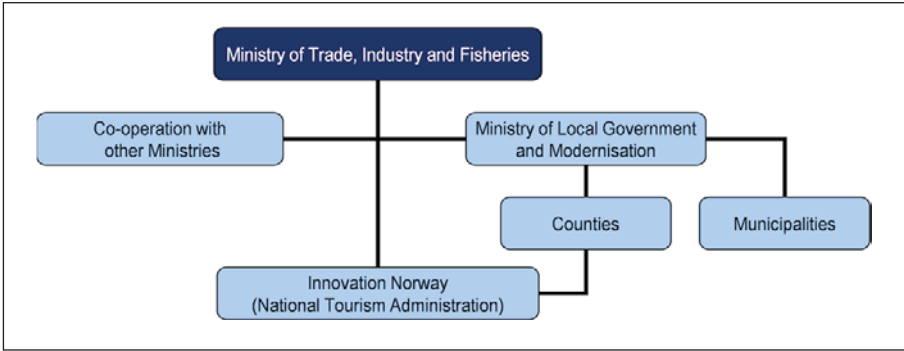 Ministry of Trade, Industry and Fisheries
Co-operation with
other Ministries
Ministry of Local Government
and Modernisation
Counties
Municipalities
Innovation Norway
(National Tourism Administration)